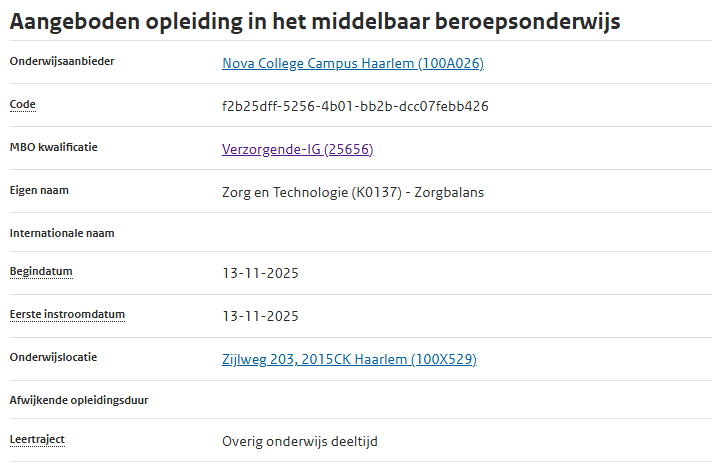 Aangeboden opleiding in het middelbaar beroepsonderwijs
Onderwijsaanbieder Nova College Campus Haarlem (100A026)
Code f2b25dff-5256-4b01-bb2b-dcc07febb426
MBO kwalificatie Verzorgende-IG (25656)
Eigen naam Zorg en Technologie (K0137) - Zorgbalans
Internationale naam
Begindatum 13-11-2025
Eerste instroomdatum 13-11-2025
Onderwijslocatie Zijlweg 203, 2015CK Haarlem (100X529)
Afwijkende opleidingsduur
Leertraject Overig onderwijs deeltijd